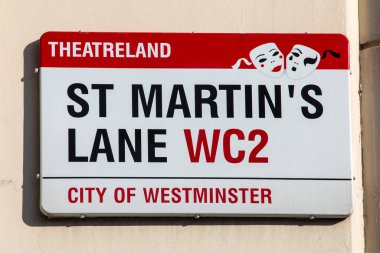 THEATRELAND
ST MARTIN'S
LANE WC2
CITY OF WESTMINSTER